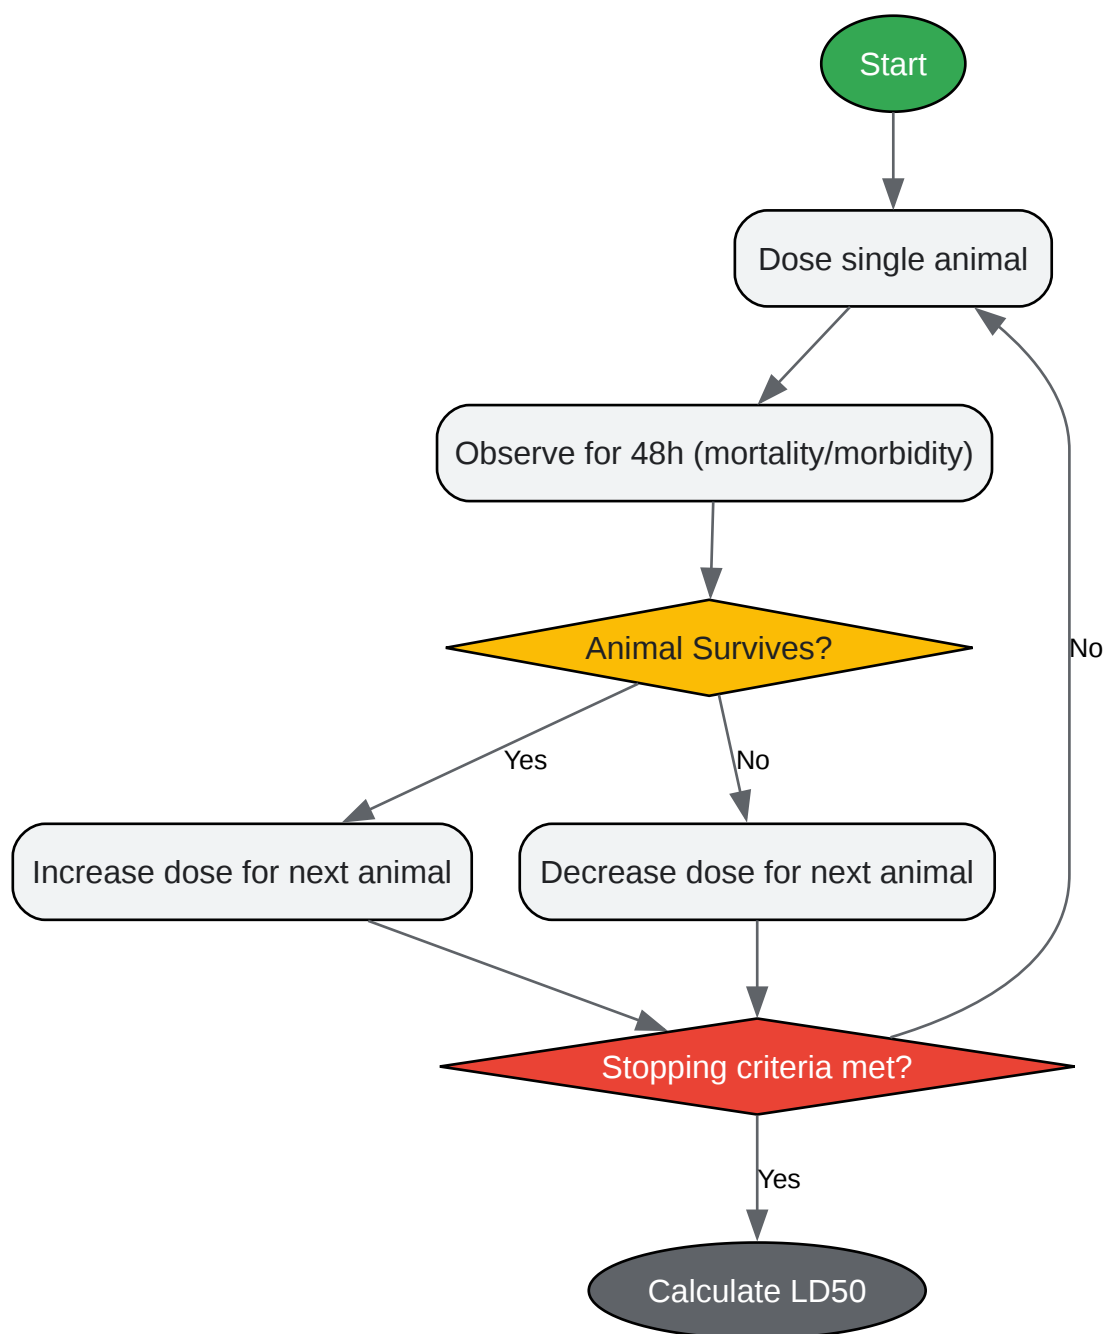 Start
Dose single animal
Observe for 48h (mortality/morbidity)
Animal Survives?
No
Yes
No
Increase dose for next animal
Decrease dose for next animal
Stopping criteria met?
Yes
Calculate LD50